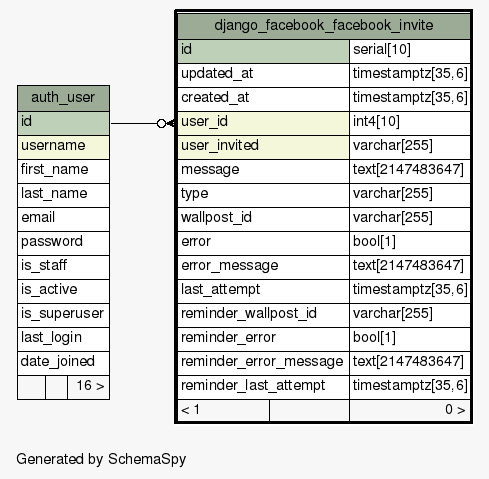 auth_user
id
username
first_name
last_name
email
password
is_staff
is_active
is_superuser
last_login
date_joined
16 >
django_facebook_facebook_invite
id serial[10]
updated_at timestamptz[35,6]
created_at timestamptz[35,6]
user_id int4[10]
user_invited varchar[255]
message text[2147483647]
type varchar[255]
wallpost_id varchar[255]
error bool[1]
error_message text[2147483647]
last_attempt timestamptz[35,6]
reminder_wallpost_id varchar[255]
reminder_error bool[1]
reminder_error_message text[2147483647]
reminder_last_attempt timestamptz[35,6]
< 1 0 >
Generated by SchemaSpy